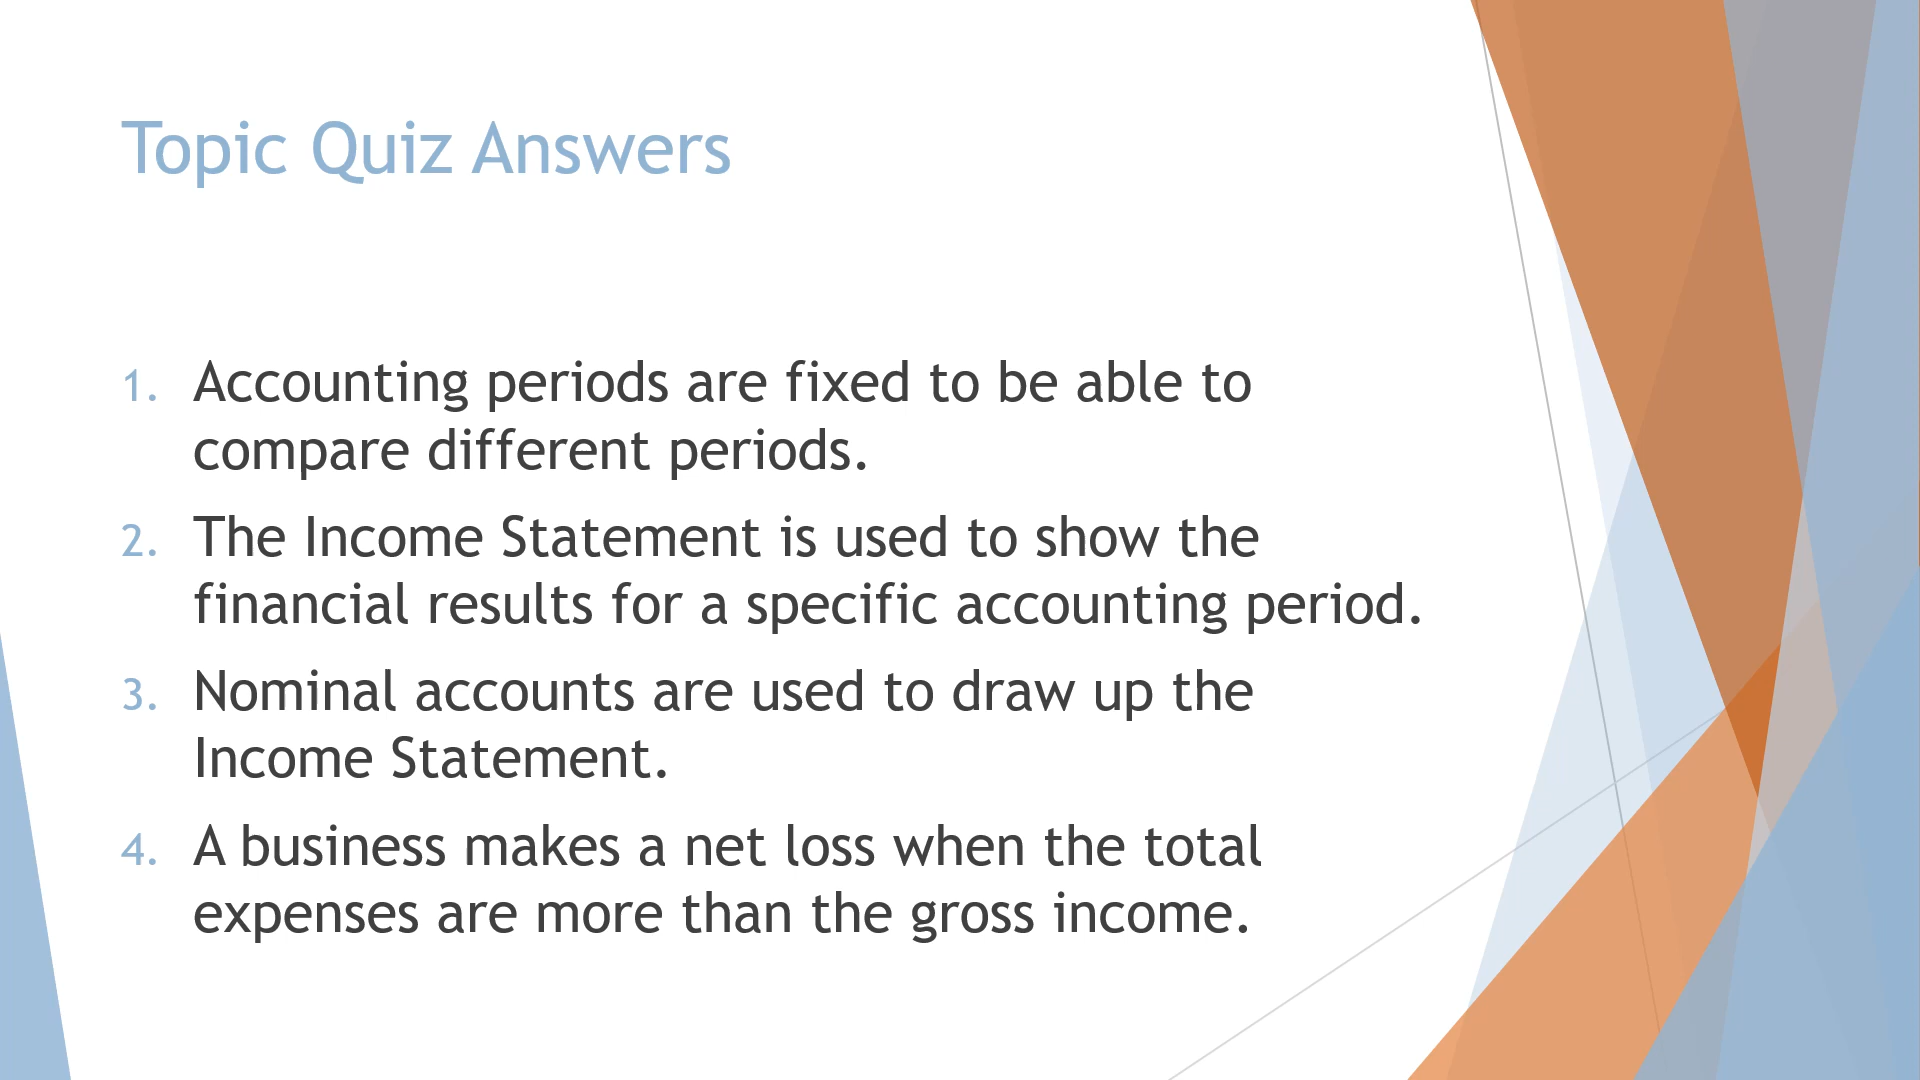 Topic Quiz Answers
1. Accounting periods are fixed to be able to
compare different periods.
2. The Income Statement is used to show the
financial results for a specific accounting period.
3. Nominal accounts are used to draw up the
Income Statement.
4. A business makes a net loss when the total
expenses are more than the gross income.